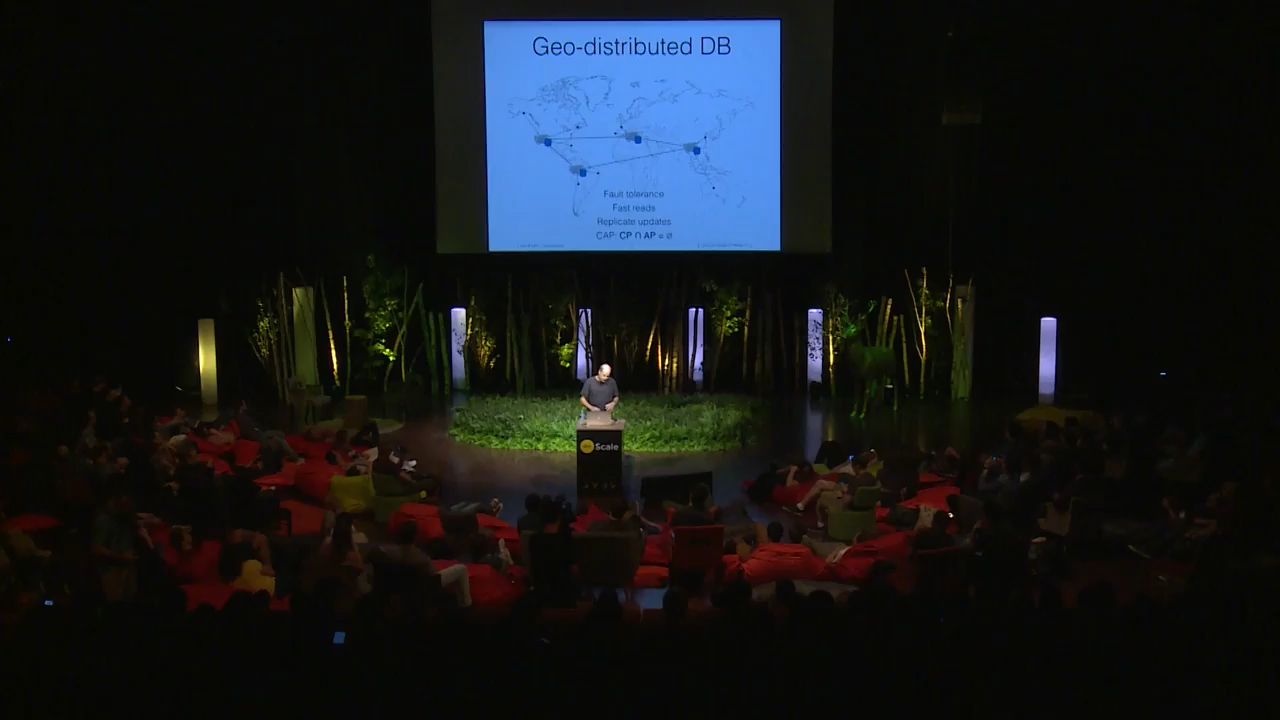 Geo-distributed DB
Fault tolerance
Fast reads
Replicate updates
CAP: CP ∩ AP = ∅
Scale